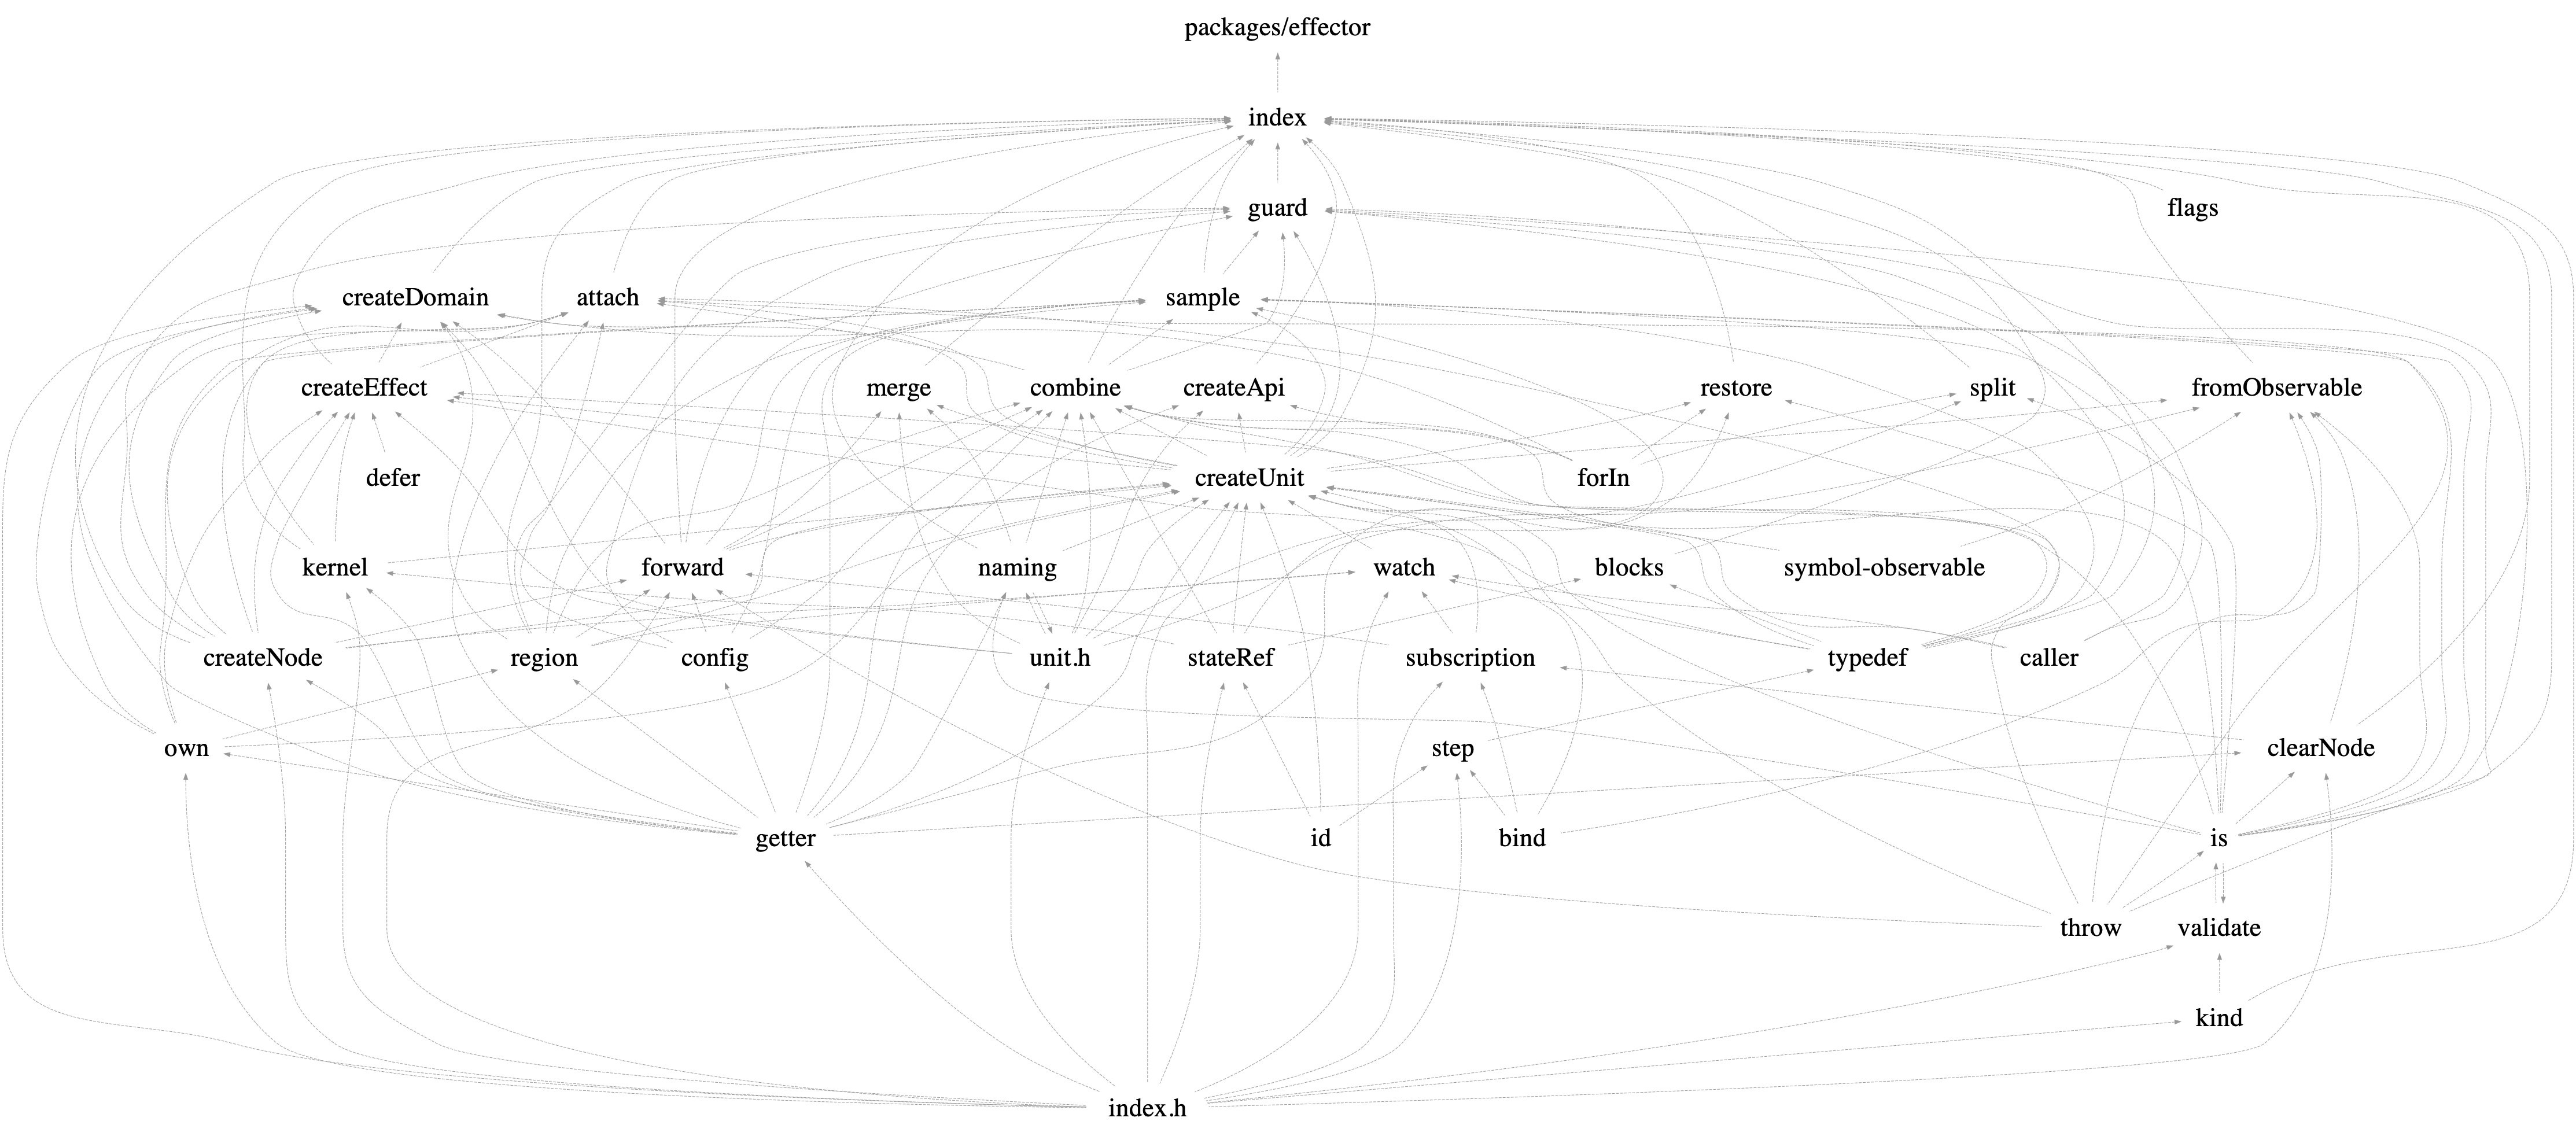 packages/effector
index
guard
flags
createDomain
attach
sample
createEffect
merge
combine
createApi
restore
split
fromObservable
defer
createUnit
forIn
kernel
forward
naming
watch
blocks
symbol-observable
createNode
region
config
unit.h
stateRef
subscription
typedef
caller
own
step
clearNode
getter
id
bind
is
throw
validate
kind
index.h